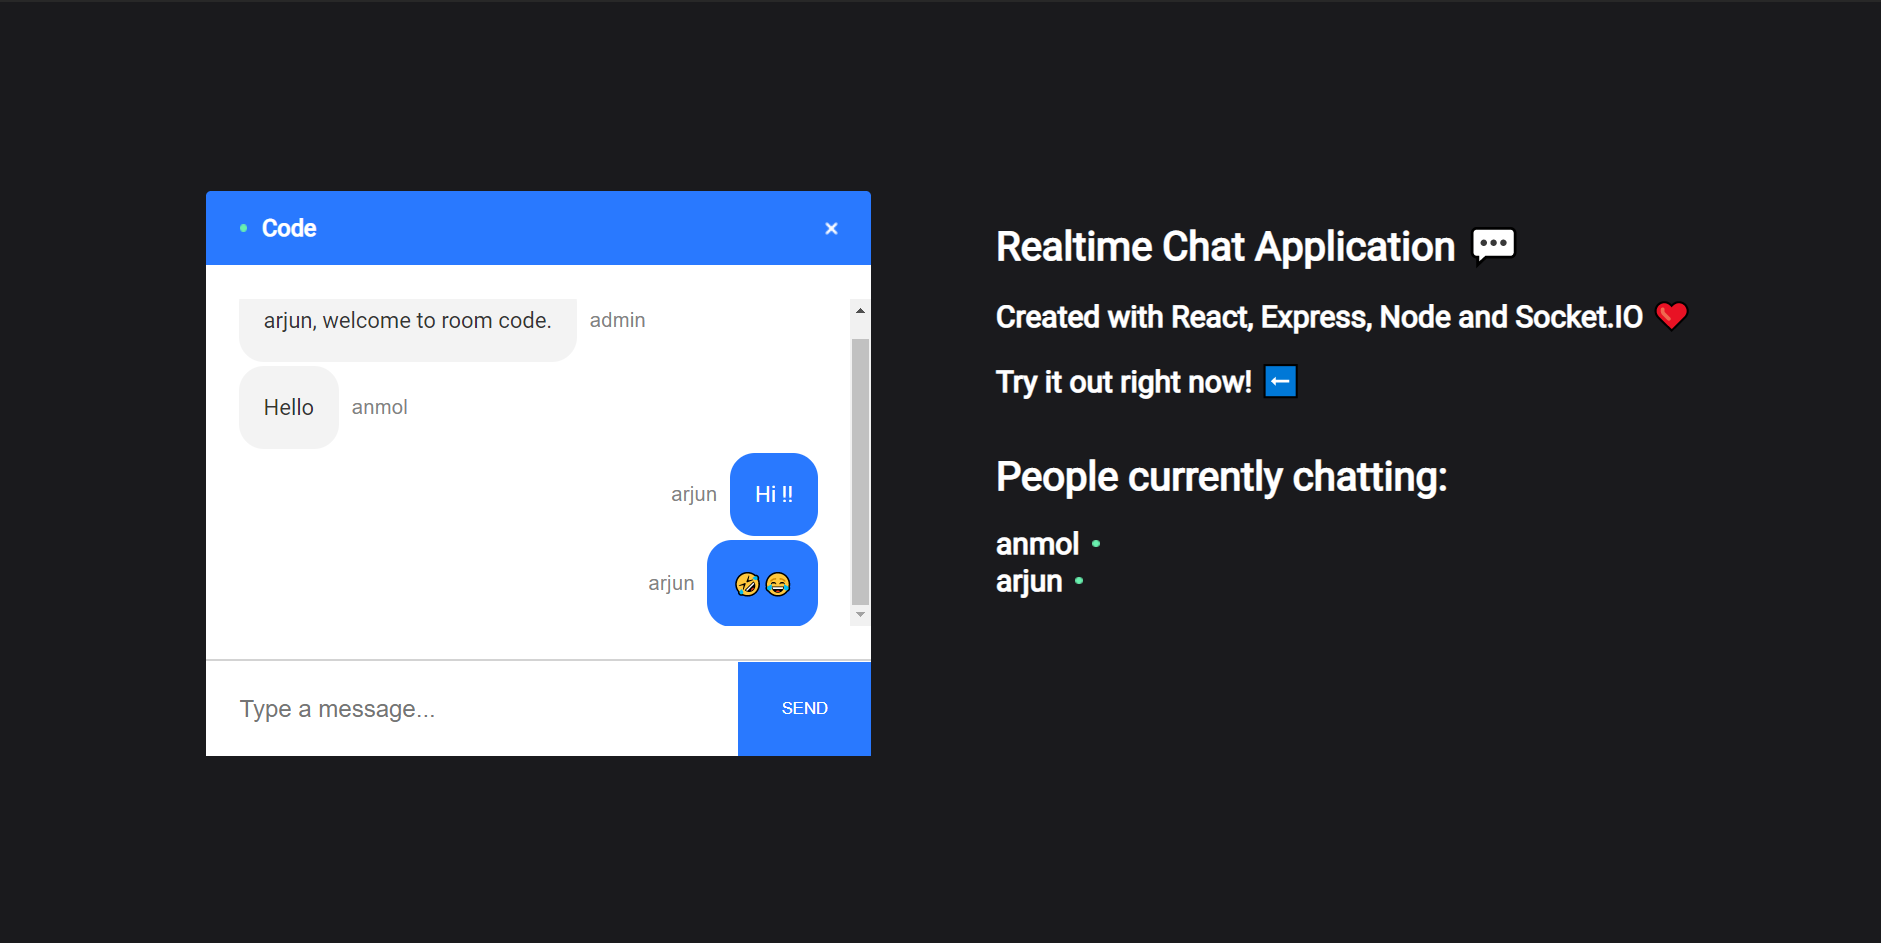 Code ×
arjun, welcome to room code. admin
Hello anmol
arjun Hi !!
arjun 🤣😂
Type a message...
SEND
Realtime Chat Application 💬
Created with React, Express, Node and Socket.IO ❤️
Try it out right now! ⬅️
People currently chatting:
anmol
arjun